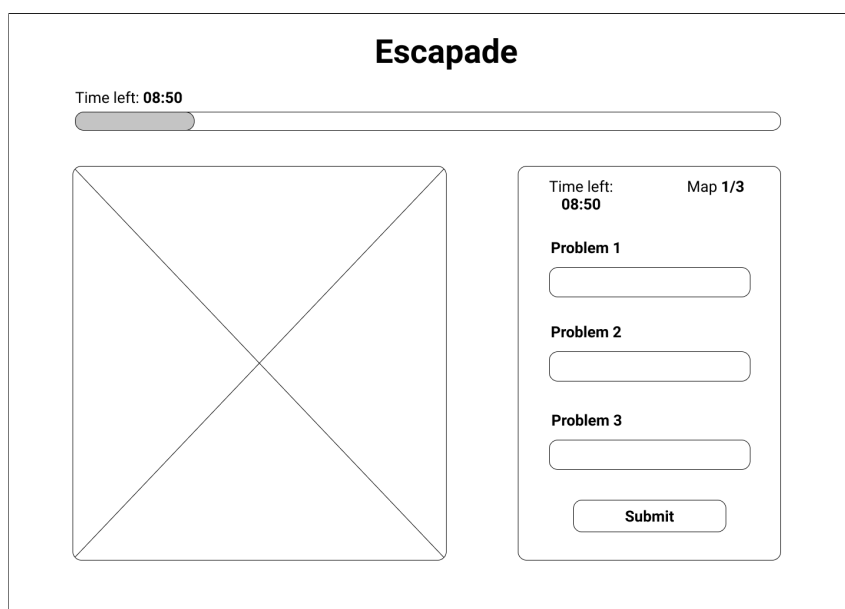 Escapade
Time left: 08:50
Time left:
08:50
Map 1/3
Problem 1
Problem 2
Problem 3
Submit